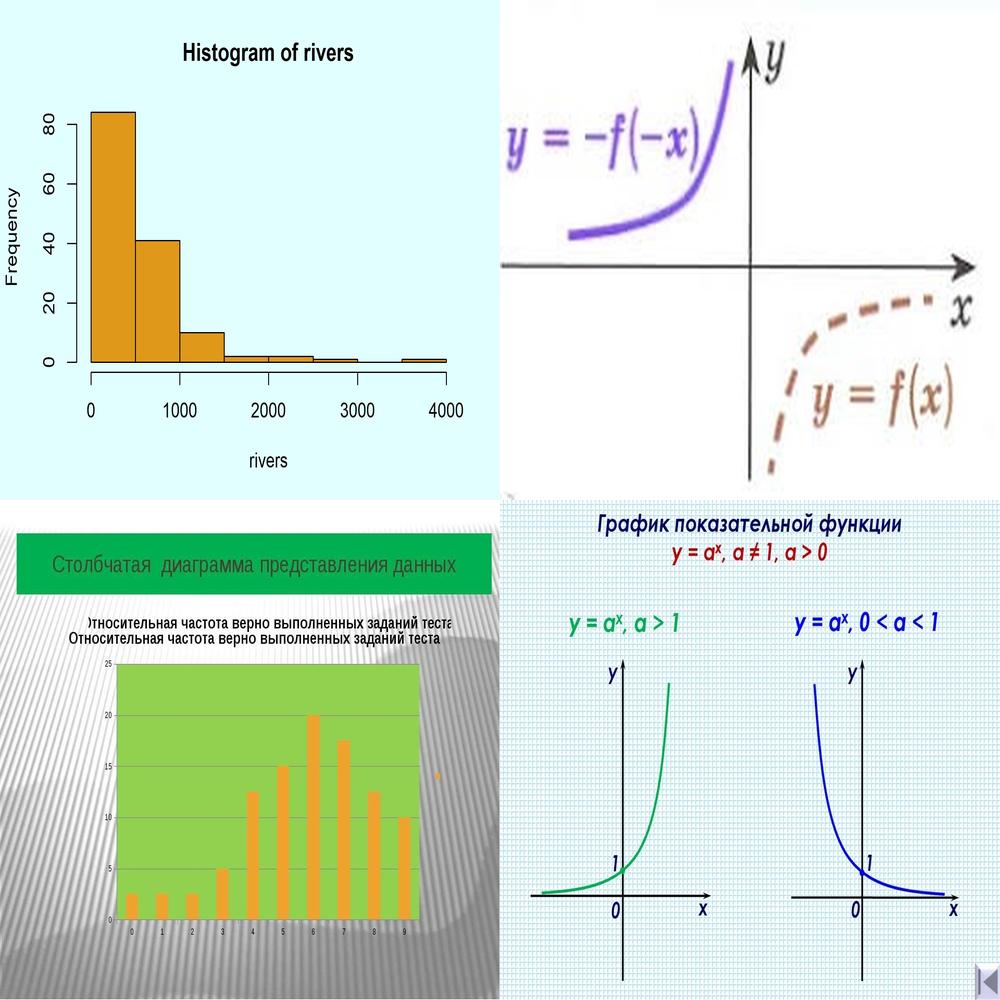 Histogram of rivers
80
60
40
20
0
Frequency
0 1000 2000 3000 4000
rivers
y
y = −f(−x)
x
y = f(x)
Столбчатая диаграмма представления данных
Относительная частота верно выполненных заданий теста
Относительная частота верно выполненных заданий теста
25
20
15
10
5
0
0 1 2 3 4 5 6 7 8 9
График показательной функции
y = aˣ, a ≠ 1, a > 0
y = aˣ, a > 1
y = aˣ, 0 < a < 1
y
1
0
x
y
1
0
x